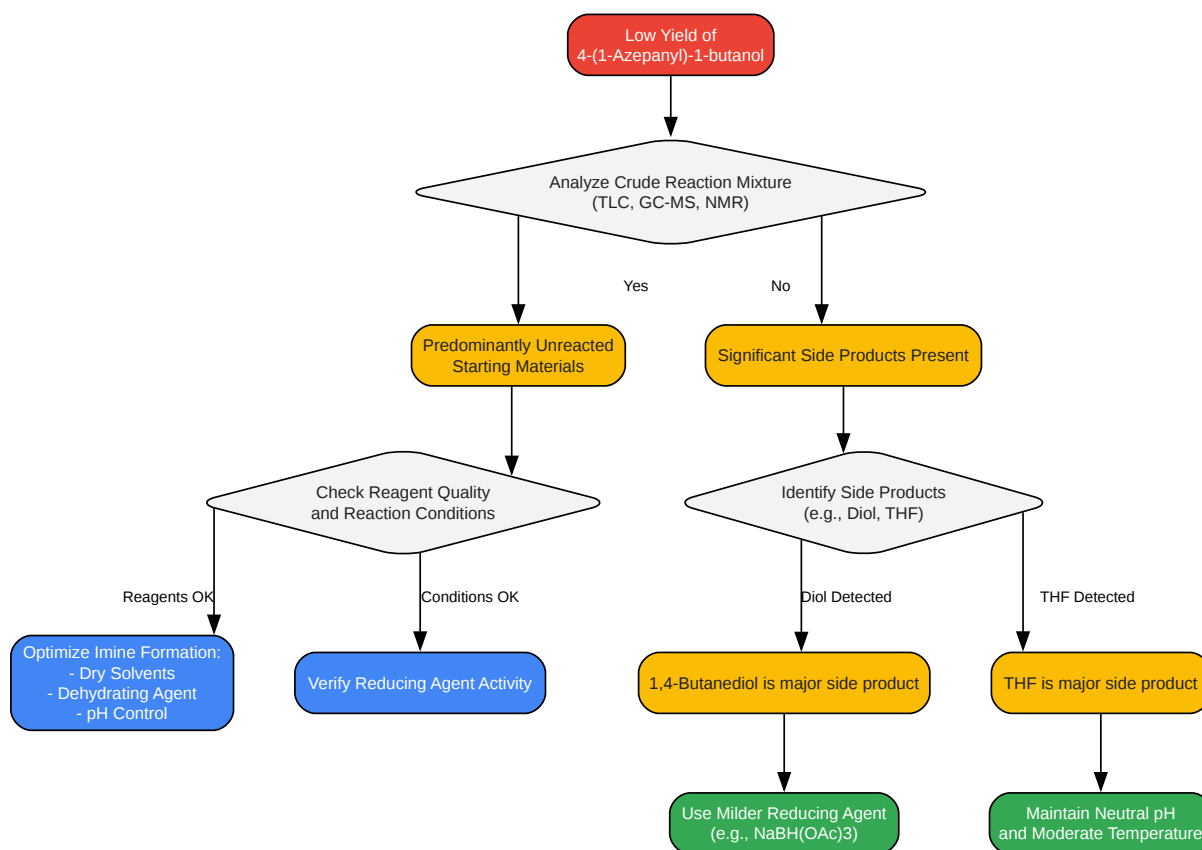 Low Yield of
4-(1-Azepanyl)-1-butanol
Analyze Crude Reaction Mixture
(TLC, GC-MS, NMR)
Yes
No
Predominantly Unreacted
Starting Materials
Significant Side Products Present
Check Reagent Quality
and Reaction Conditions
Identify Side Products
(e.g., Diol, THF)
Reagents OK
Conditions OK
Diol Detected
THF Detected
Optimize Imine Formation:
- Dry Solvents
- Dehydrating Agent
- pH Control
Verify Reducing Agent Activity
1,4-Butanediol is major side product
THF is major side product
Use Milder Reducing Agent
(e.g., NaBH(OAc)3)
Maintain Neutral pH
and Moderate Temperature